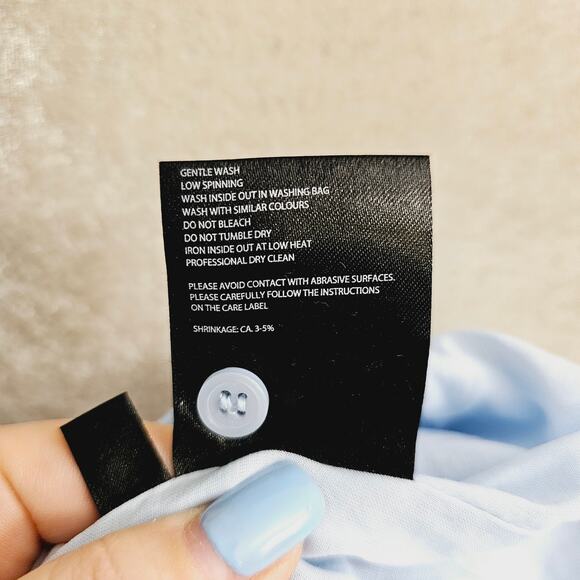 GENTLE WASH
LOW SPINNING
WASH INSIDE OUT IN WASHING BAG
WASH WITH SIMILAR COLOURS
DO NOT BLEACH
DO NOT TUMBLE DRY
IRON INSIDE OUT AT LOW HEAT
PROFESSIONAL DRY CLEAN
PLEASE AVOID CONTACT WITH ABRASIVE SURFACES.
PLEASE CAREFULLY FOLLOW THE INSTRUCTIONS
ON THE CARE LABEL
SHRINKAGE: CA. 3-5%